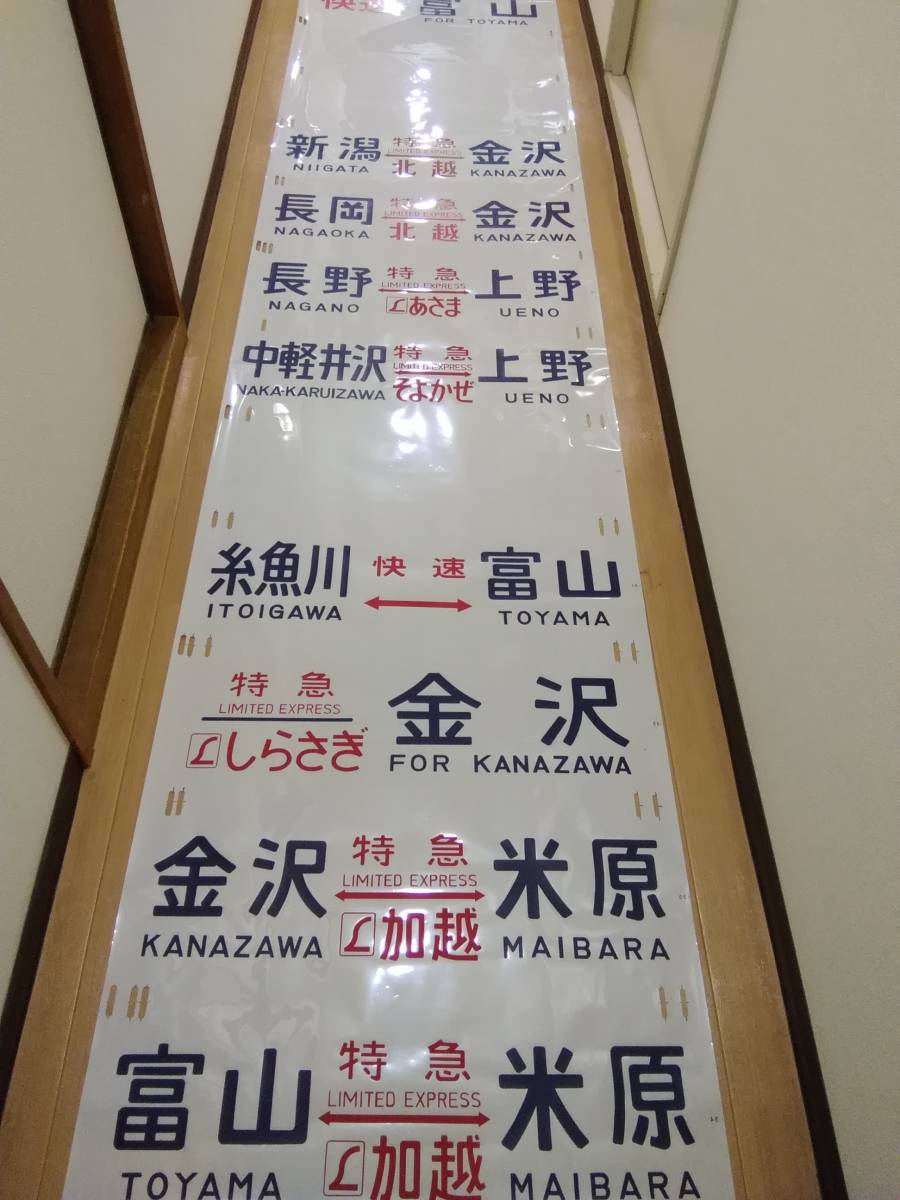 快速 富山
FOR TOYAMA
新潟 特急 金沢
NIIGATA LIMITED EXPRESS KANAZAWA
北越
長岡 特急 金沢
NAGAOKA LIMITED EXPRESS KANAZAWA
北越
長野 特急 上野
NAGANO LIMITED EXPRESS UENO
L あさま
中軽井沢 特急 上野
NAKA-KARUIZAWA LIMITED EXPRESS UENO
そよかぜ
糸魚川 快速 富山
ITOIGAWA TOYAMA
特急 金沢
LIMITED EXPRESS
L しらさぎ FOR KANAZAWA
金沢 特急 米原
LIMITED EXPRESS
KANAZAWA L 加越 MAIBARA
富山 特急 米原
LIMITED EXPRESS
TOYAMA L 加越 MAIBARA